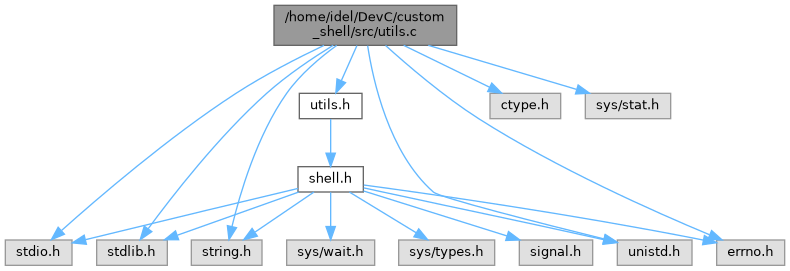 /home/idel/DevC/custom
_shell/src/utils.c
utils.h
ctype.h
sys/stat.h
shell.h
stdio.h
stdlib.h
string.h
sys/wait.h
sys/types.h
signal.h
unistd.h
errno.h